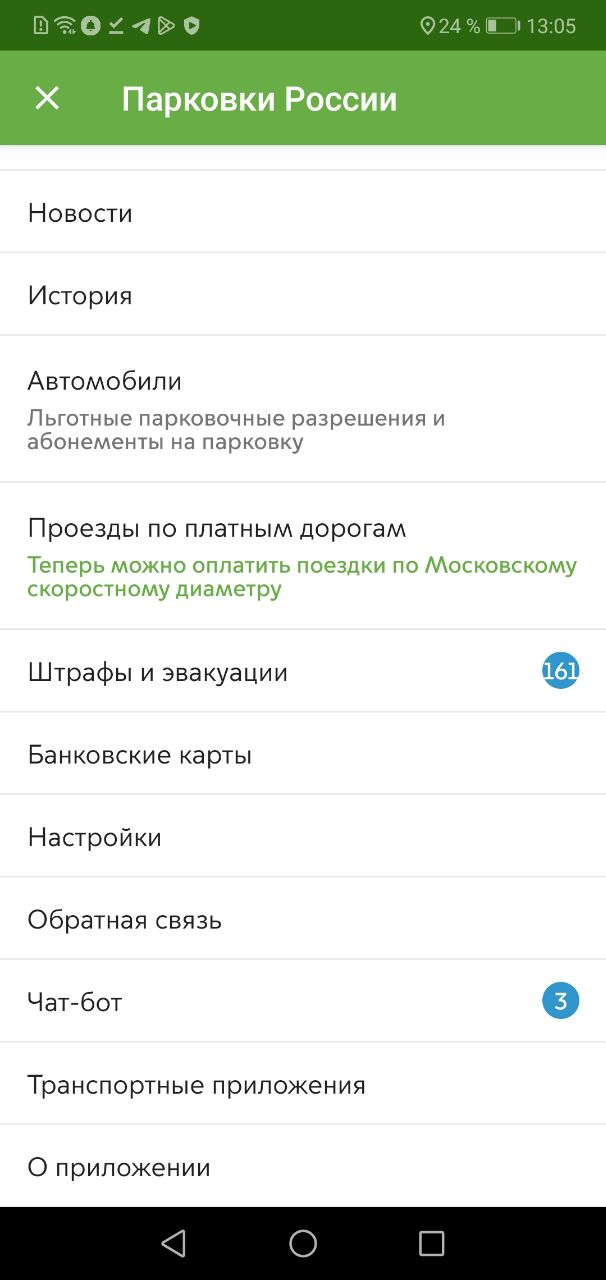 24 % 13:05
Парковки России
Новости
История
Автомобили
Льготные парковочные разрешения и
абонементы на парковку
Проезды по платным дорогам
Теперь можно оплатить поездки по Московскому
скоростному диаметру
Штрафы и эвакуации 161
Банковские карты
Настройки
Обратная связь
Чат-бот 3
Транспортные приложения
О приложении